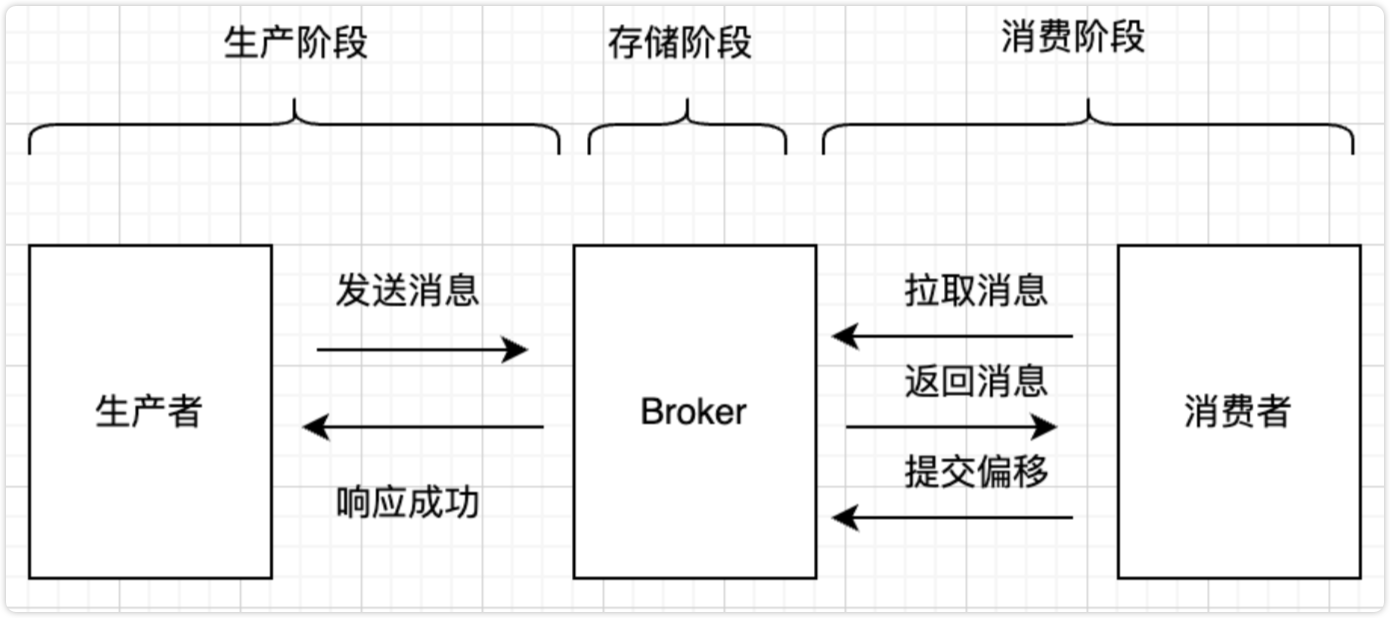 生产阶段
存储阶段
消费阶段
发送消息
拉取消息
返回消息
生产者
Broker
消费者
提交偏移
响应成功